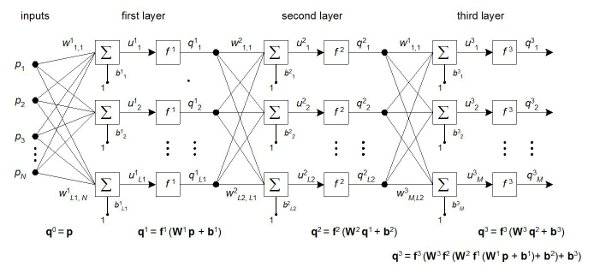 inputs first layer second layer third layer
w¹1,1 u¹1 q¹1 w²1,1 u²1 q²1 w¹1,1 u³1 q³1
p1 ∑ f¹ ∑ f² ∑ f³
1 b¹1 1 b²1 1 b³1
p2 u¹2 q¹2 u²2 q²2 u³2 q³2
∑ f¹ ∑ f² ∑ f³
p3 1 b¹2 1 b²2 1 b³2
pN u¹L1 q¹L1 u²L2 q²L2 u³M q³M
w¹L1, N ∑ f¹ w²L2, L1 ∑ f² w³M,L2 ∑ f³
1 b¹L1 1 b²L2 1 b³M
q⁰ = p q¹ = f¹ (W¹ p + b¹) q² = f² (W² q¹ + b²) q³ = f³ (W³ q² + b³)
q³ = f³ (W³ f² (W² f¹ (W¹ p + b¹)+ b²)+ b³)